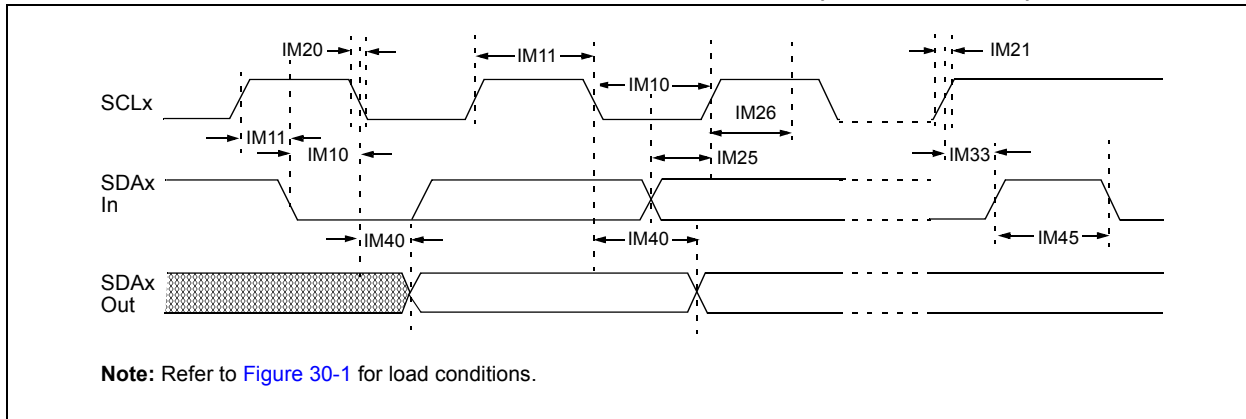 IM20
IM11
IM21
IM10
SCLx
IM26
IM11
IM10
IM25
IM33
SDAx
In
IM40
IM40
IM45
SDAx
Out
Note: Refer to Figure 30-1 for load conditions.